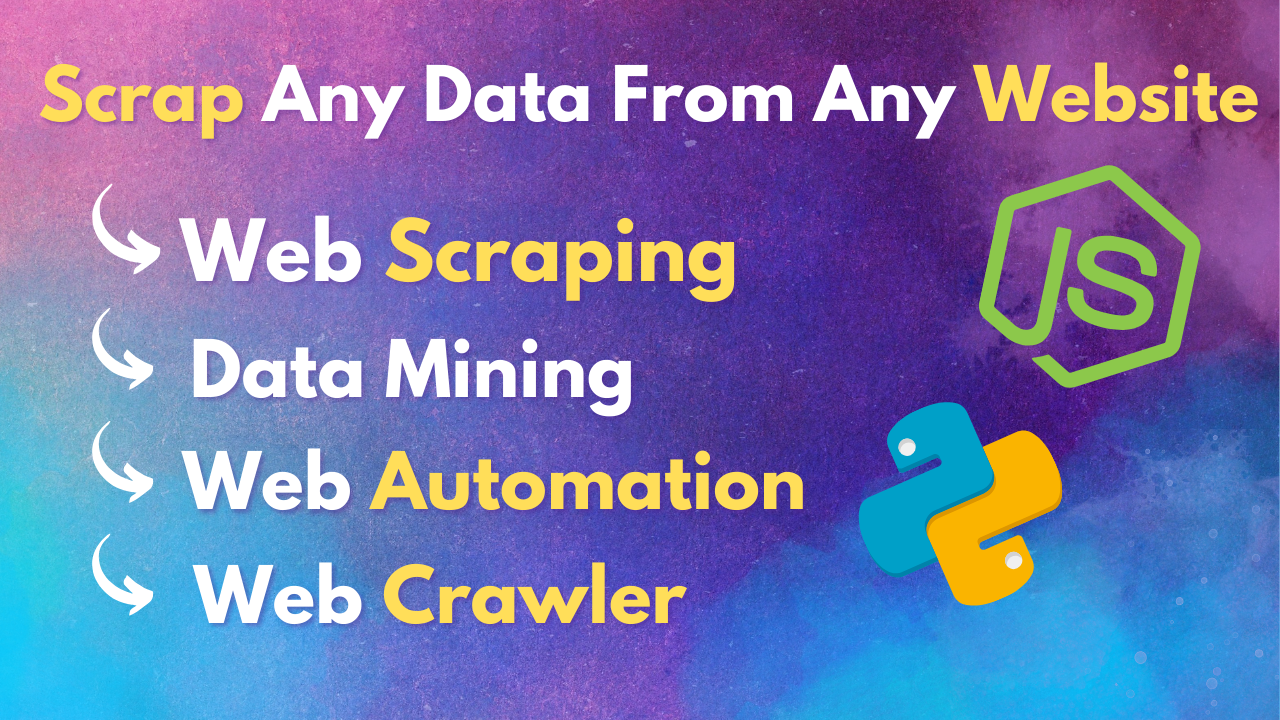 Scrap Any Data From Any Website
Web Scraping
Data Mining
Web Automation
Web Crawler
JS